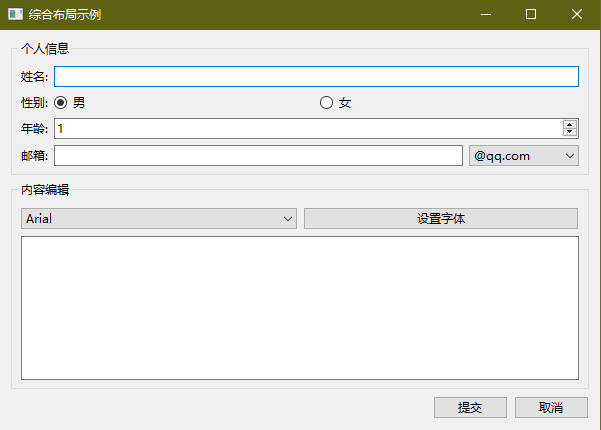 综合布局示例
个人信息
姓名:
性别: 男 女
年龄: 1
邮箱: @qq.com
内容编辑
Arial 设置字体
提交 取消